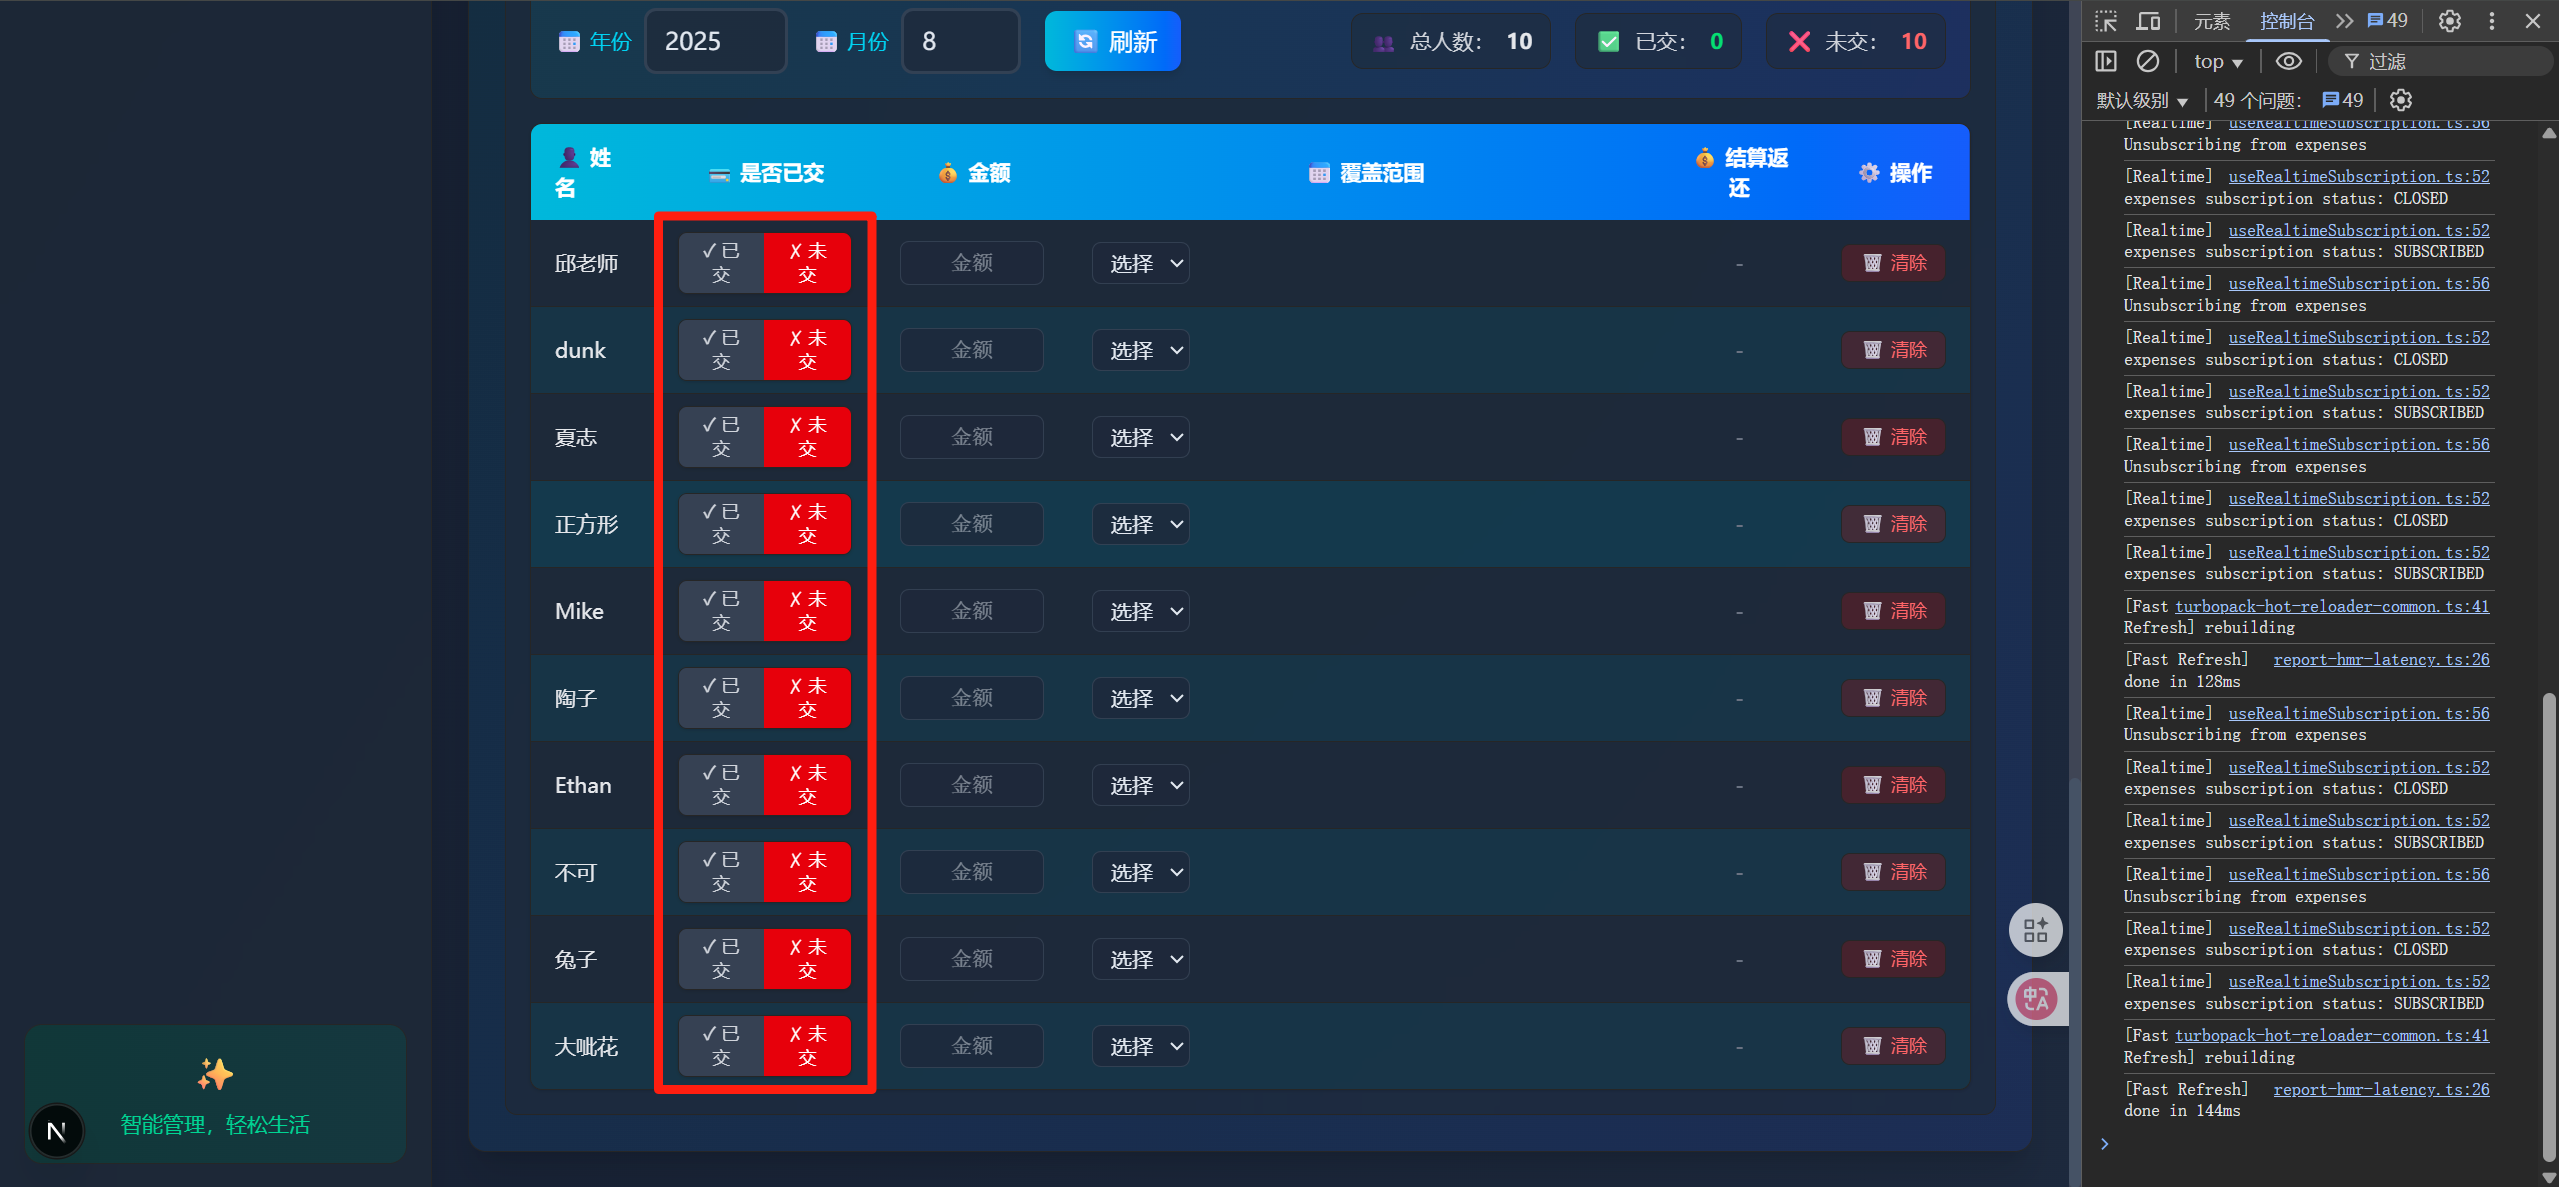 年份 2025 月份 8 刷新 总人数： 10 已交： 0 未交： 10
姓名 是否已交 金额 覆盖范围 结算返还 操作
邱老师 ✓已交 ✗未交 金额 选择 - 清除
dunk ✓已交 ✗未交 金额 选择 - 清除
夏志 ✓已交 ✗未交 金额 选择 - 清除
正方形 ✓已交 ✗未交 金额 选择 - 清除
Mike ✓已交 ✗未交 金额 选择 - 清除
陶子 ✓已交 ✗未交 金额 选择 - 清除
Ethan ✓已交 ✗未交 金额 选择 - 清除
不可 ✓已交 ✗未交 金额 选择 - 清除
兔子 ✓已交 ✗未交 金额 选择 - 清除
大呲花 ✓已交 ✗未交 金额 选择 - 清除
智能管理，轻松生活
N
中A
元素 控制台 49
top 过滤
默认级别 49 个问题： 49
[Realtime] useRealtimeSubscription.ts:56
Unsubscribing from expenses
[Realtime] useRealtimeSubscription.ts:52
expenses subscription status: CLOSED
[Realtime] useRealtimeSubscription.ts:52
expenses subscription status: SUBSCRIBED
[Realtime] useRealtimeSubscription.ts:56
Unsubscribing from expenses
[Realtime] useRealtimeSubscription.ts:52
expenses subscription status: CLOSED
[Realtime] useRealtimeSubscription.ts:52
expenses subscription status: SUBSCRIBED
[Realtime] useRealtimeSubscription.ts:56
Unsubscribing from expenses
[Realtime] useRealtimeSubscription.ts:52
expenses subscription status: CLOSED
[Realtime] useRealtimeSubscription.ts:52
expenses subscription status: SUBSCRIBED
[Fast turbopack-hot-reloader-common.ts:41
Refresh] rebuilding
[Fast Refresh] report-hmr-latency.ts:26
done in 128ms
[Realtime] useRealtimeSubscription.ts:56
Unsubscribing from expenses
[Realtime] useRealtimeSubscription.ts:52
expenses subscription status: CLOSED
[Realtime] useRealtimeSubscription.ts:52
expenses subscription status: SUBSCRIBED
[Realtime] useRealtimeSubscription.ts:56
Unsubscribing from expenses
[Realtime] useRealtimeSubscription.ts:52
expenses subscription status: CLOSED
[Realtime] useRealtimeSubscription.ts:52
expenses subscription status: SUBSCRIBED
[Fast turbopack-hot-reloader-common.ts:41
Refresh] rebuilding
[Fast Refresh] report-hmr-latency.ts:26
done in 144ms